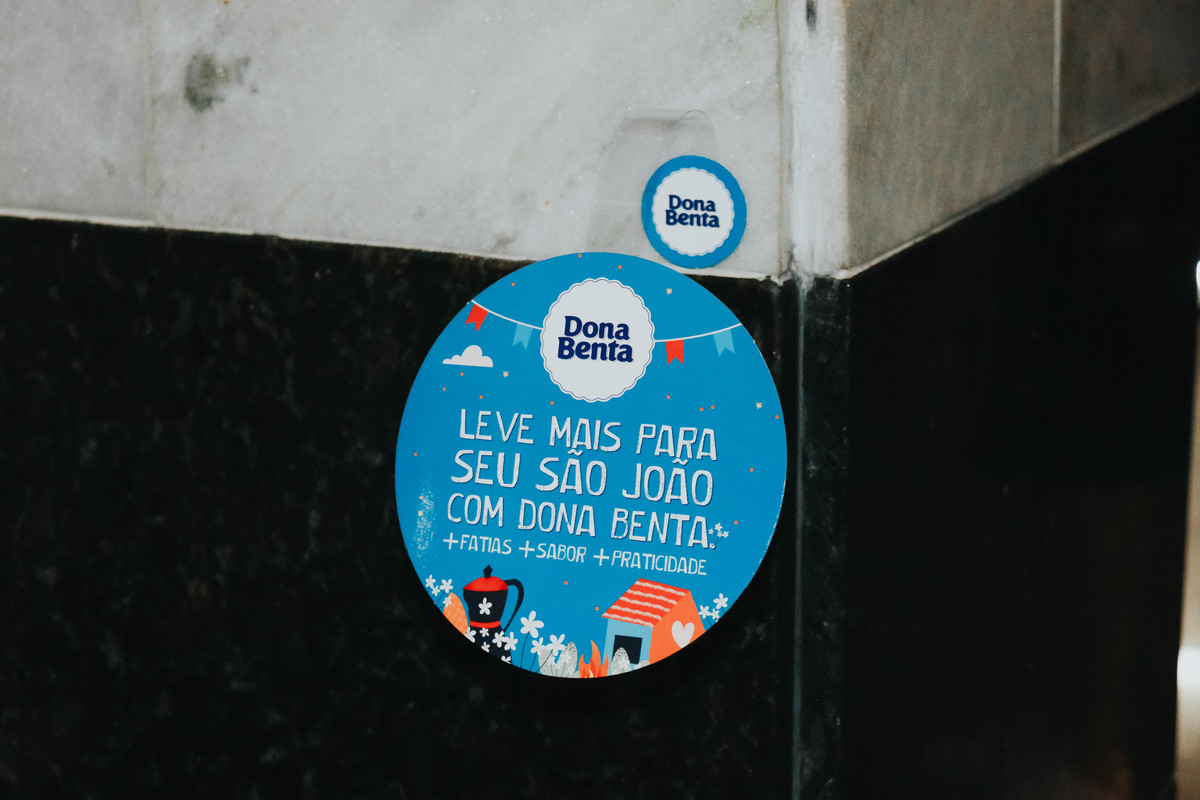 Dona
Benta
Dona
Benta
LEVE MAIS PARA
SEU SÃO JOÃO
COM DONA BENTA.
+FATIAS +SABOR +PRATICIDADE